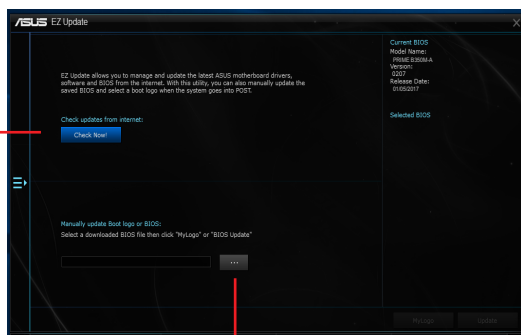 ASUS EZ Update
X
EZ Update allows you to manage and update the latest ASUS motherboard drivers,
software and BIOS from the internet. With this utility, you can also manually update the
saved BIOS and select a boot logo when the system goes into POST.
Check updates from internet:
Check Now!
Manually update Boot logo or BIOS:
Select a downloaded BIOS file then click "MyLogo" or "BIOS Update"
...
Current BIOS
Model Name:
PRIME B350M-A
Version:
0207
Release Date:
01/05/2017
Selected BIOS
MyLogo
Update